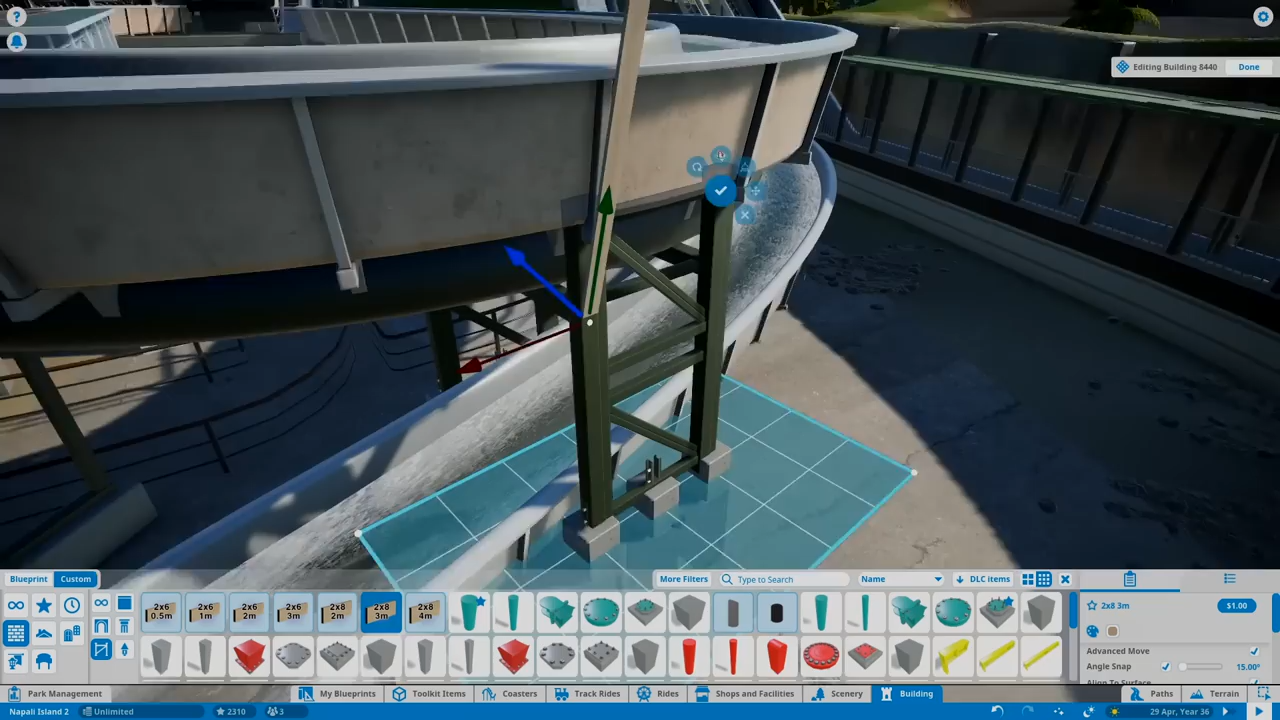 Editing Building 8440 Done
Blueprint Custom
More Filters Type to Search Name DLC items
2x6 0.5m
2x6 1m
2x6 2m
2x6 3m
2x8 2m
2x8 3m
2x8 4m
2x8 3m $1.00
Advanced Move
Angle Snap 15.00°
Park Management My Blueprints Toolkit Items Coasters Track Rides Rides Shops and Facilities Scenery Building Paths Terrain
Napali Island 2 Unlimited 2310 3 29 Apr, Year 36